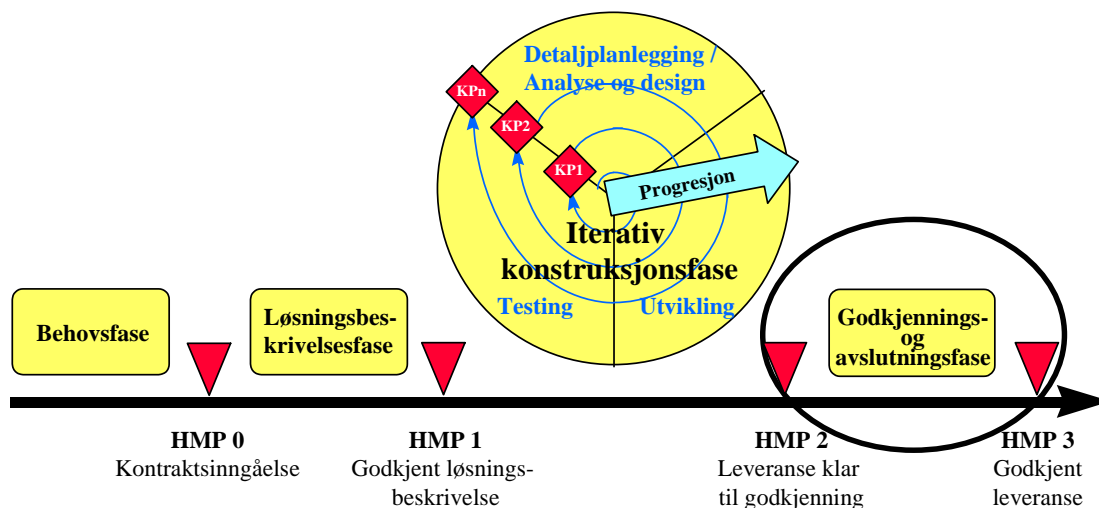 Detaljplanlegging /
Analyse og design
KPn
KP2
KP1
Progresjon
Iterativ
konstruksjonsfase
Testing
Utvikling
Behovsfase
Løsningsbes-
krivelsesfase
Godkjennings-
og
avslutningsfase
HMP 0
Kontraktsinngåelse
HMP 1
Godkjent løsnings-
beskrivelse
HMP 2
Leveranse klar
til godkjenning
HMP 3
Godkjent
leveranse